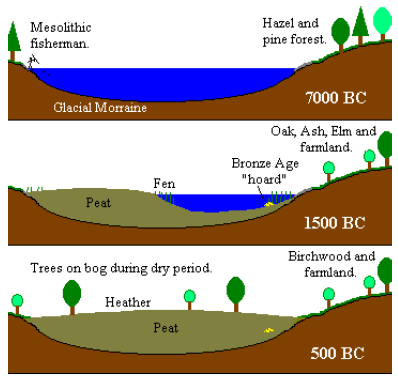 Mesolithic
fisherman.
Hazel and
pine forest.
Glacial Morraine
7000 BC
Oak, Ash, Elm and
farmland.
Bronze Age
"hoard"
Fen
Peat
1500 BC
Birchwood and
farmland.
Trees on bog during dry period.
Heather
Peat
500 BC